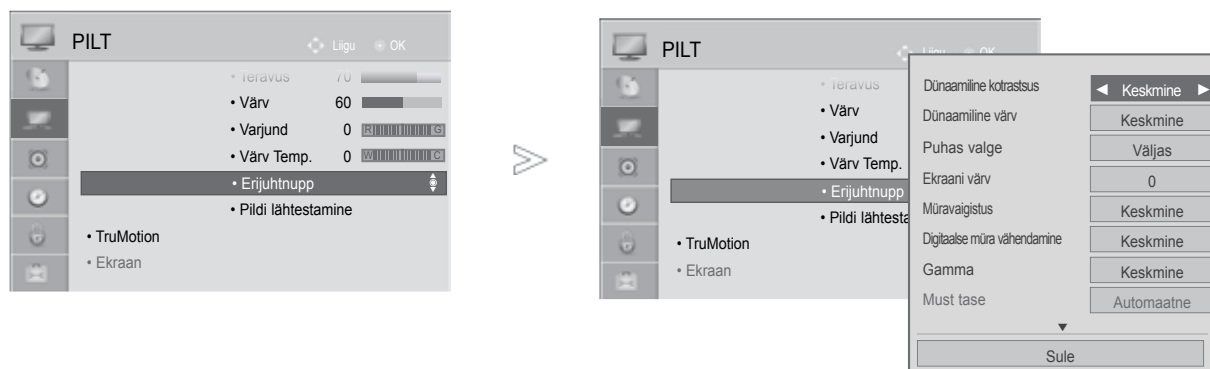 PILT
Liigu OK
• Teravus 70
• Värv 60
• Varjund 0 R G
• Värv Temp. 0 W C
• Erijuhtnupp
• Pildi lähtestamine
• TruMotion
• Ekraan
PILT
Liigu OK
• Teravus
• Värv
• Varjund
• Värv Temp.
• Erijuhtnupp
• Pildi lähtesta
• TruMotion
• Ekraan
Dünaamiline kotrastsus ◄ Keskmine ►
Dünaamiline värv Keskmine
Puhas valge Väljas
Ekraani värv 0
Müravaigistus Keskmine
Digitaalse müra vähendamine Keskmine
Gamma Keskmine
Must tase Automaatne
▼
Sule